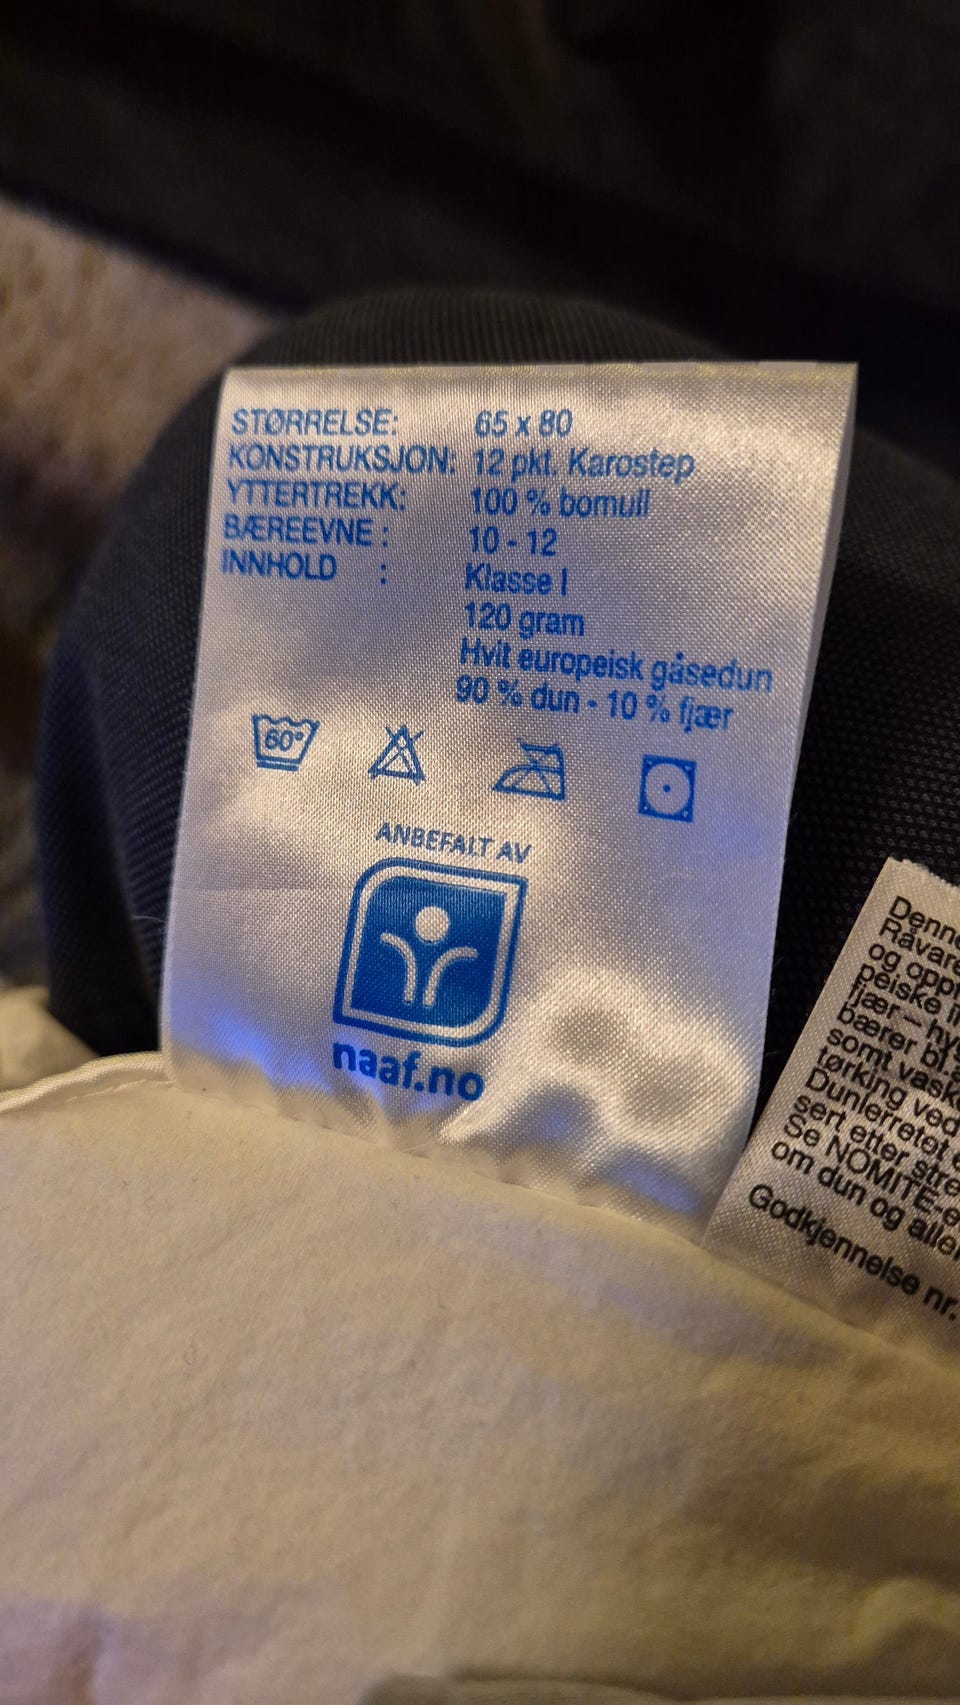 STØRRELSE: 65 x 80
KONSTRUKSJON: 12 pkt. Karostep
YTTERTREKK: 100 % bomull
BÆREEVNE : 10 - 12
INNHOLD : Klasse I
120 gram
Hvit europeisk gåsedun
90 % dun - 10 % fjær
60°
ANBEFALT AV
naaf.no
Denne
Råvare
og oppr
peiske
fjær – hy
bærer bl.a
somt vask
tørking ved
Dunlerretet
sert etter stre
Se NOMITE-
om dun og aller
Godkjennelse nr.